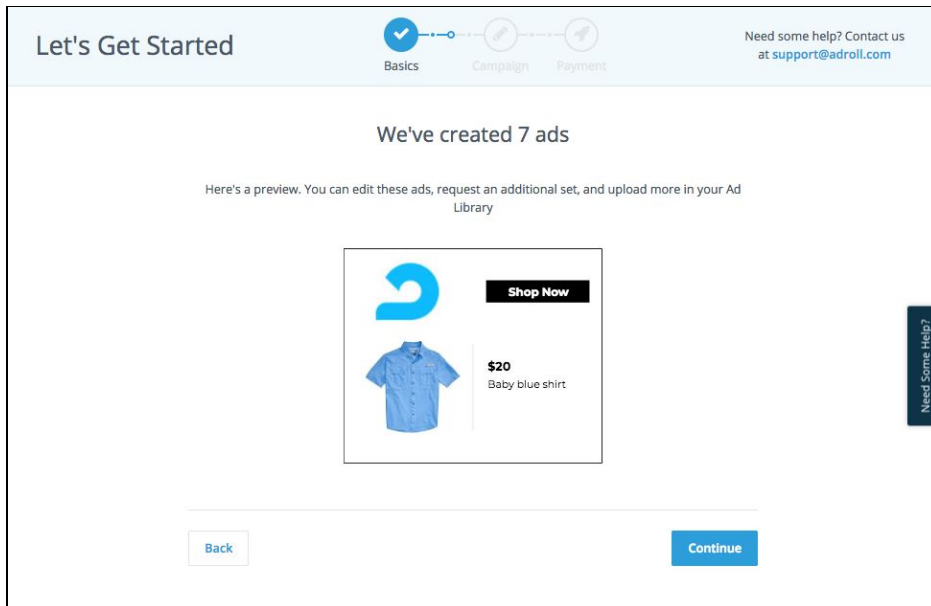 Let's Get Started
Basics
Campaign
Payment
Need some help? Contact us
at support@adroll.com
We've created 7 ads
Here's a preview. You can edit these ads, request an additional set, and upload more in your Ad
Library
Shop Now
$20
Baby blue shirt
Need Some Help?
Back
Continue